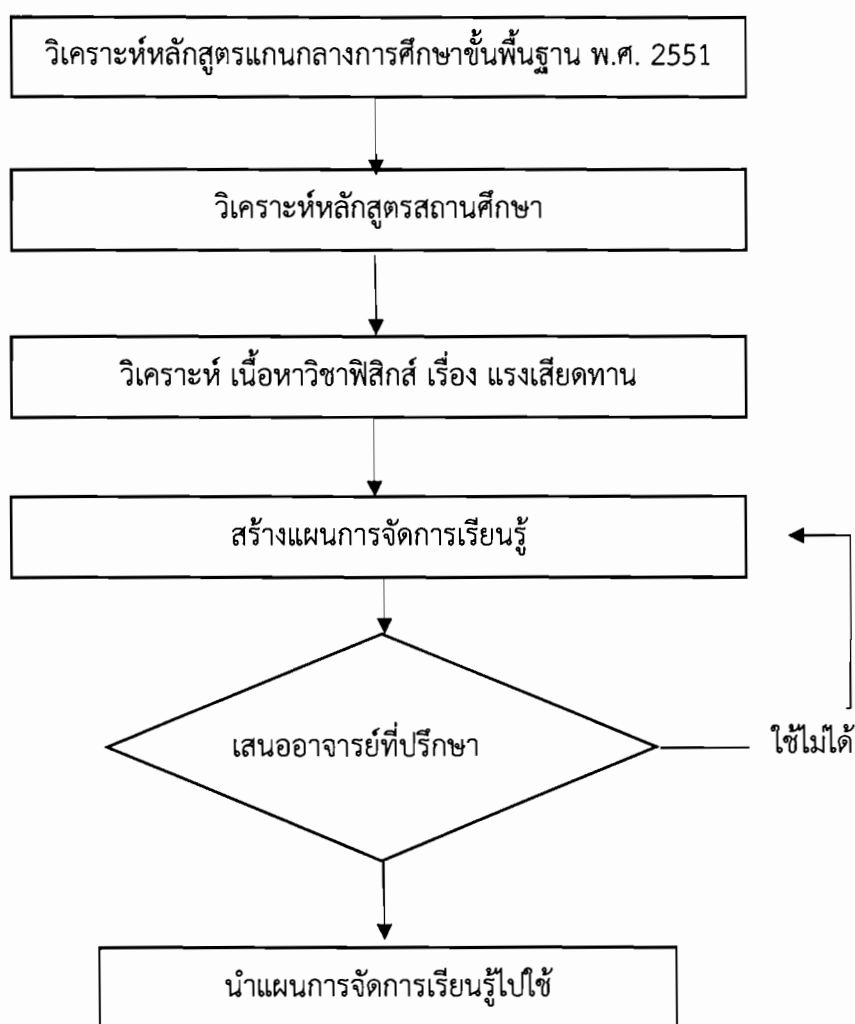 วิเคราะห์หลักสูตรแกนกลางการศึกษาขั้นพื้นฐาน พ.ศ. 2551
วิเคราะห์หลักสูตรสถานศึกษา
วิเคราะห์ เนื้อหาวิชาฟิสิกส์ เรื่อง แรงเสียดทาน
สร้างแผนการจัดการเรียนรู้
เสนออาจารย์ที่ปรึกษา
ใช้ไม่ได้
นำแผนการจัดการเรียนรู้ไปใช้